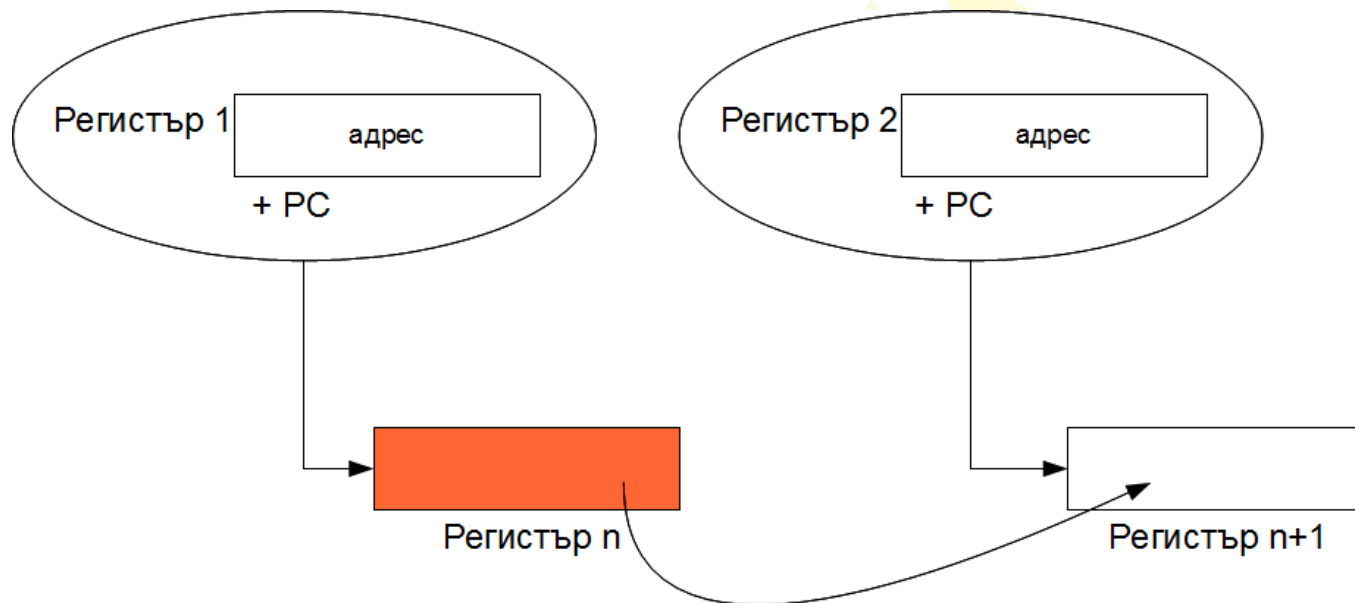 Регистър 1
адрес
+ PC
Регистър 2
адрес
+ PC
Регистър n
Регистър n+1